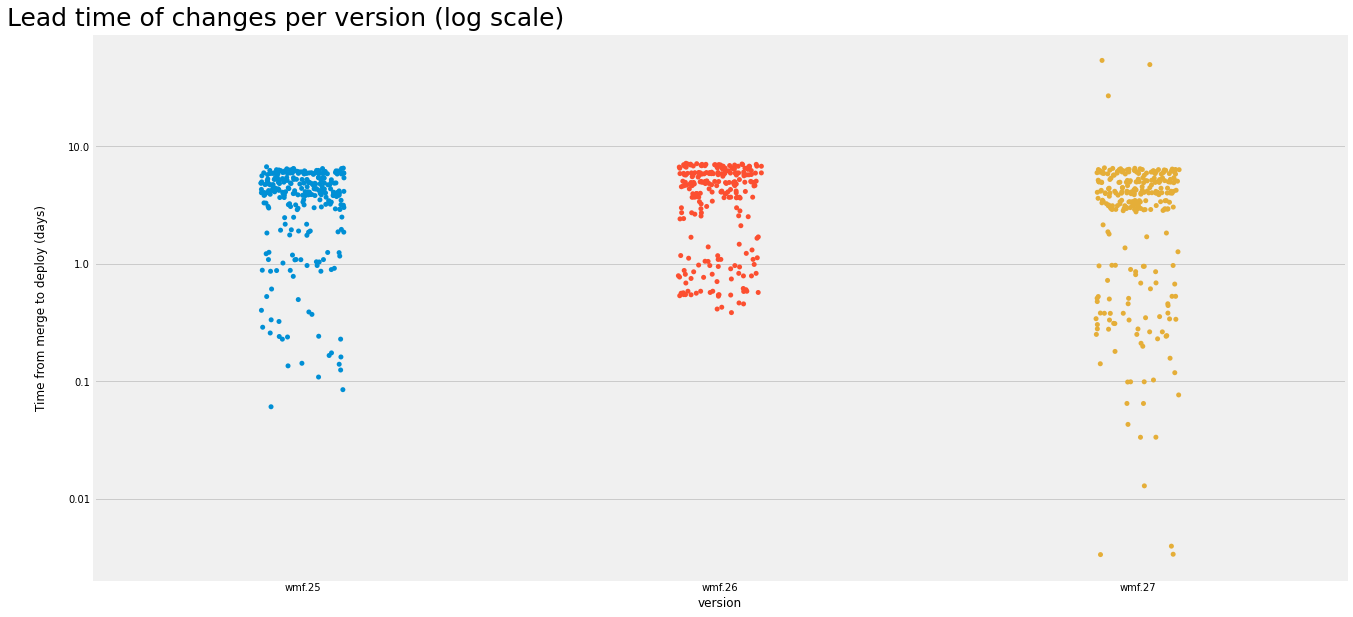 Lead time of changes per version (log scale)
Time from merge to deploy (days)
10.0
1.0
0.1
0.01
wmf.25
wmf.26
wmf.27
version